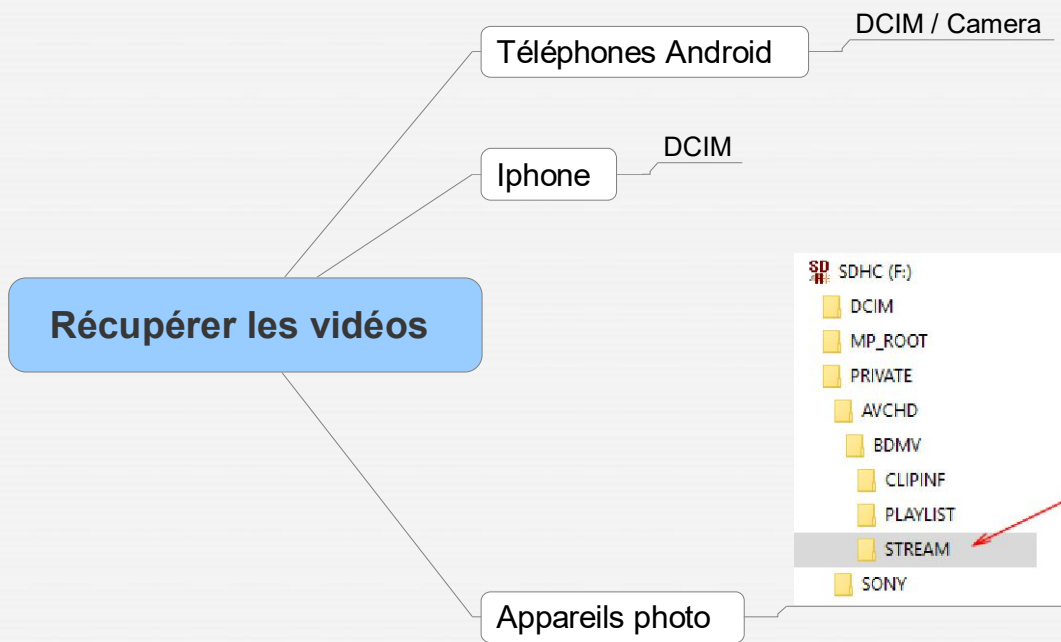 DCIM / Camera
Téléphones Android
DCIM
Iphone
SDHC (F:)
DCIM
MP_ROOT
Récupérer les vidéos
PRIVATE
AVCHD
BDMV
CLIPINF
PLAYLIST
STREAM
SONY
Appareils photo